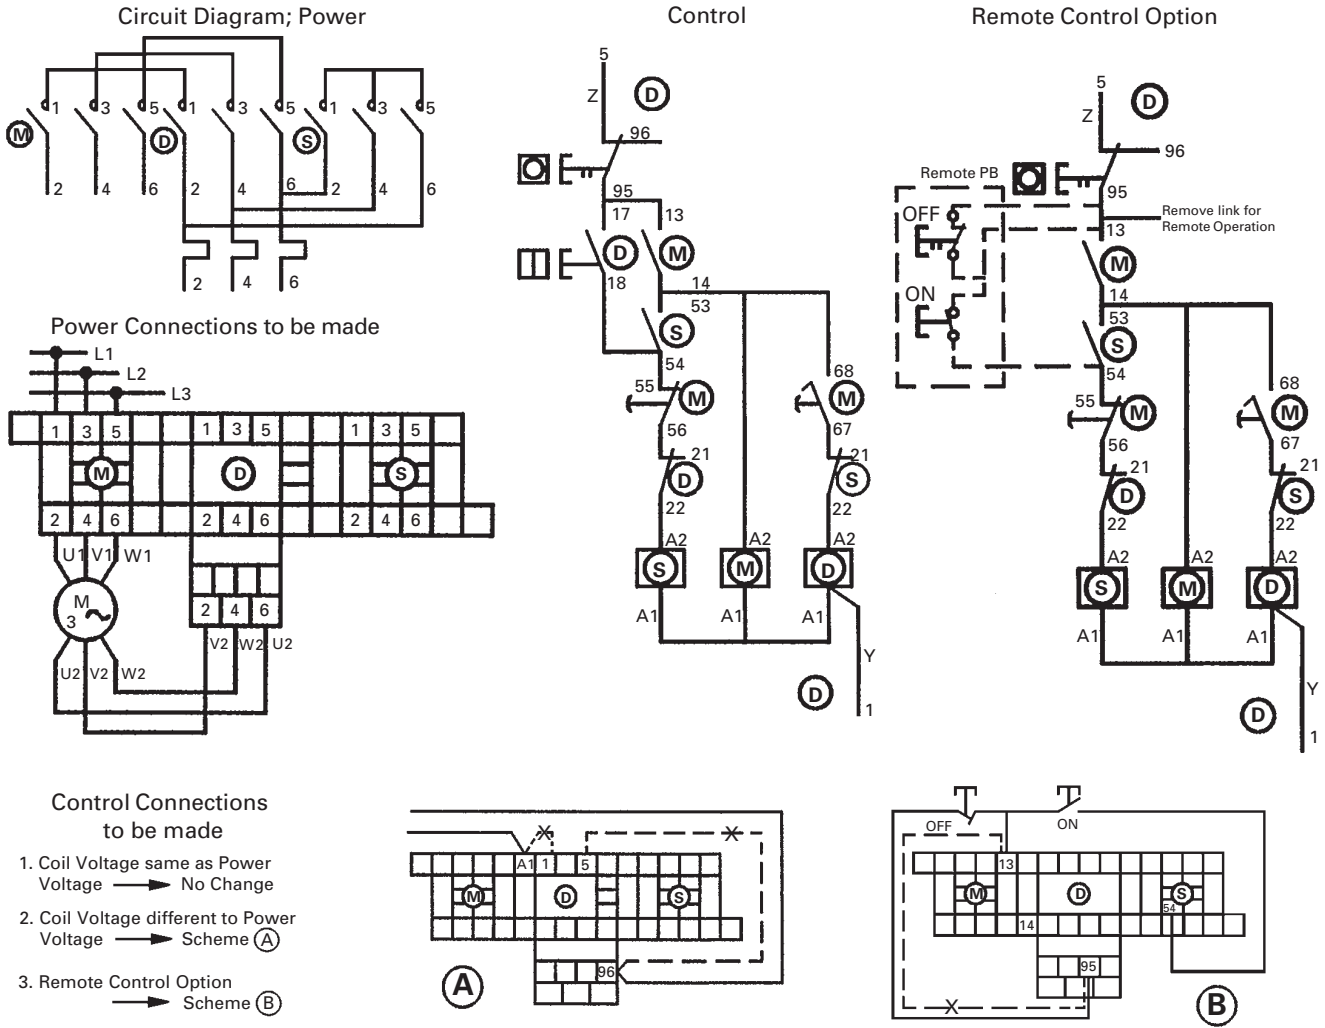 Circuit Diagram; Power
1 3 5 1 3 5 1 3 5
M D S
2 4 6 2 4 6 2 4 6
2 4 6
Power Connections to be made
L1
L2
L3
1 3 5 1 3 5 1 3 5
M D S
2 4 6 2 4 6 2 4 6
U1 V1 W1
M
3
2 4 6
V2 W2 U2
U2 V2 W2
Control
5
Z D
96
95
17 13
D M
18 14
53
S
54
55 M 68 M
56 67
21 D 21 S
22 22
A2 A2
S M D
A1 A1 A1
Y
D
1
Remote Control Option
5
Z D
96
Remote PB
95
OFF
Remove link for
Remote Operation
13
M
ON
14
53
S
54
55 M 68 M
56 67
21 D 21 S
22 22
A2 A2 A2
S M D
A1 A1 A1
Y
D
1
Control Connections
to be made
1. Coil Voltage same as Power
Voltage → No Change
2. Coil Voltage different to Power
Voltage → Scheme A
3. Remote Control Option
→ Scheme B
X X
A1 1 5
M D S
96
A
OFF ON
13
M D S
54
14
95
X
B